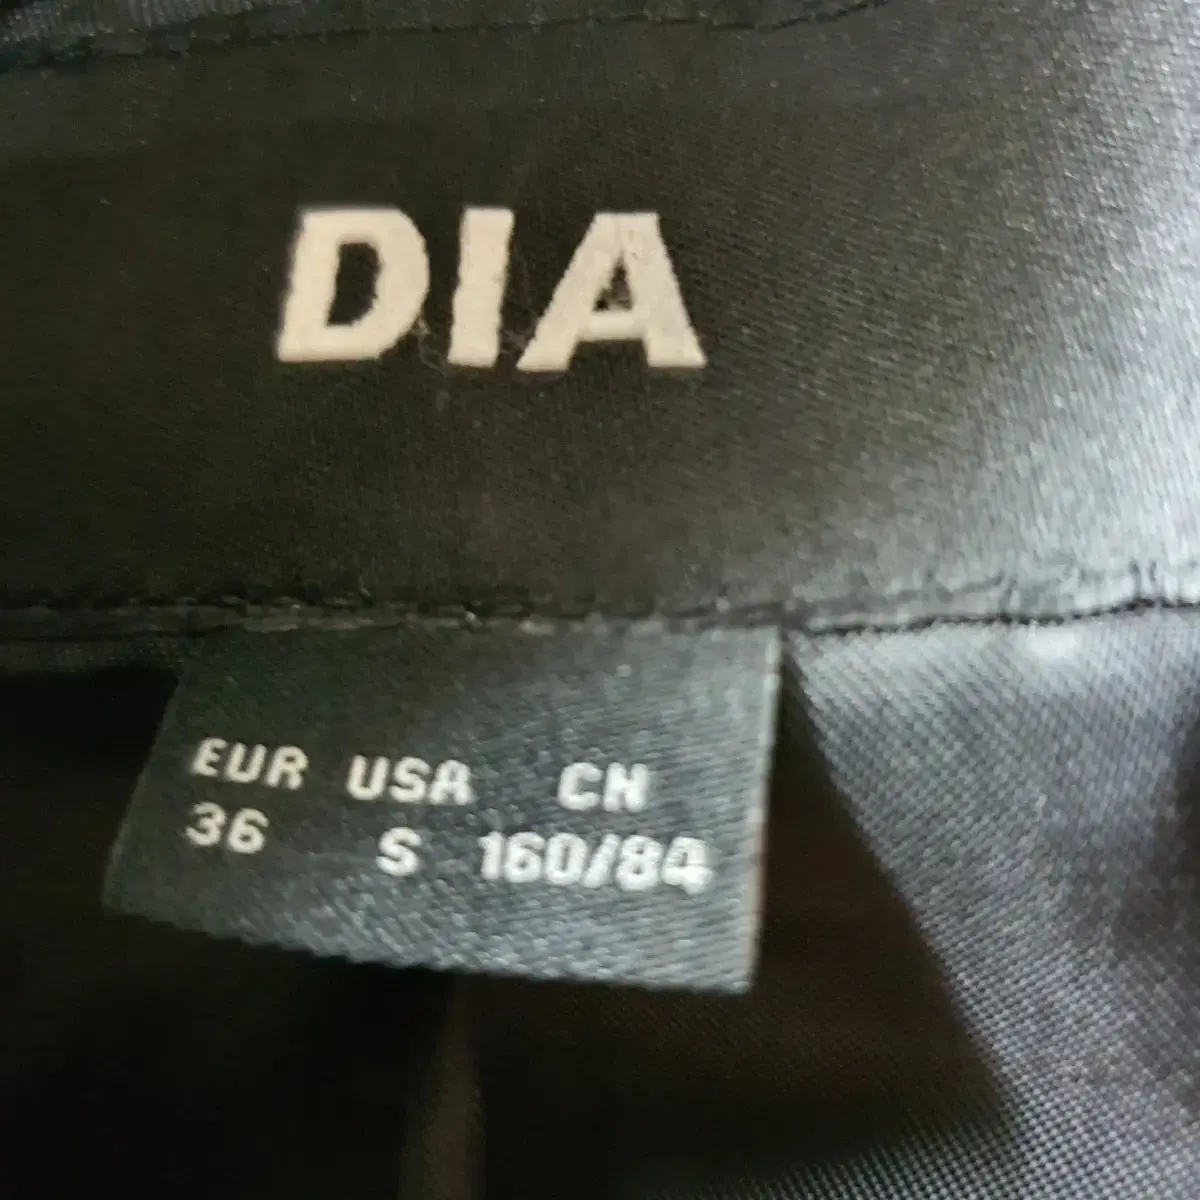 DIA
EUR USA CN
36 S 160/84